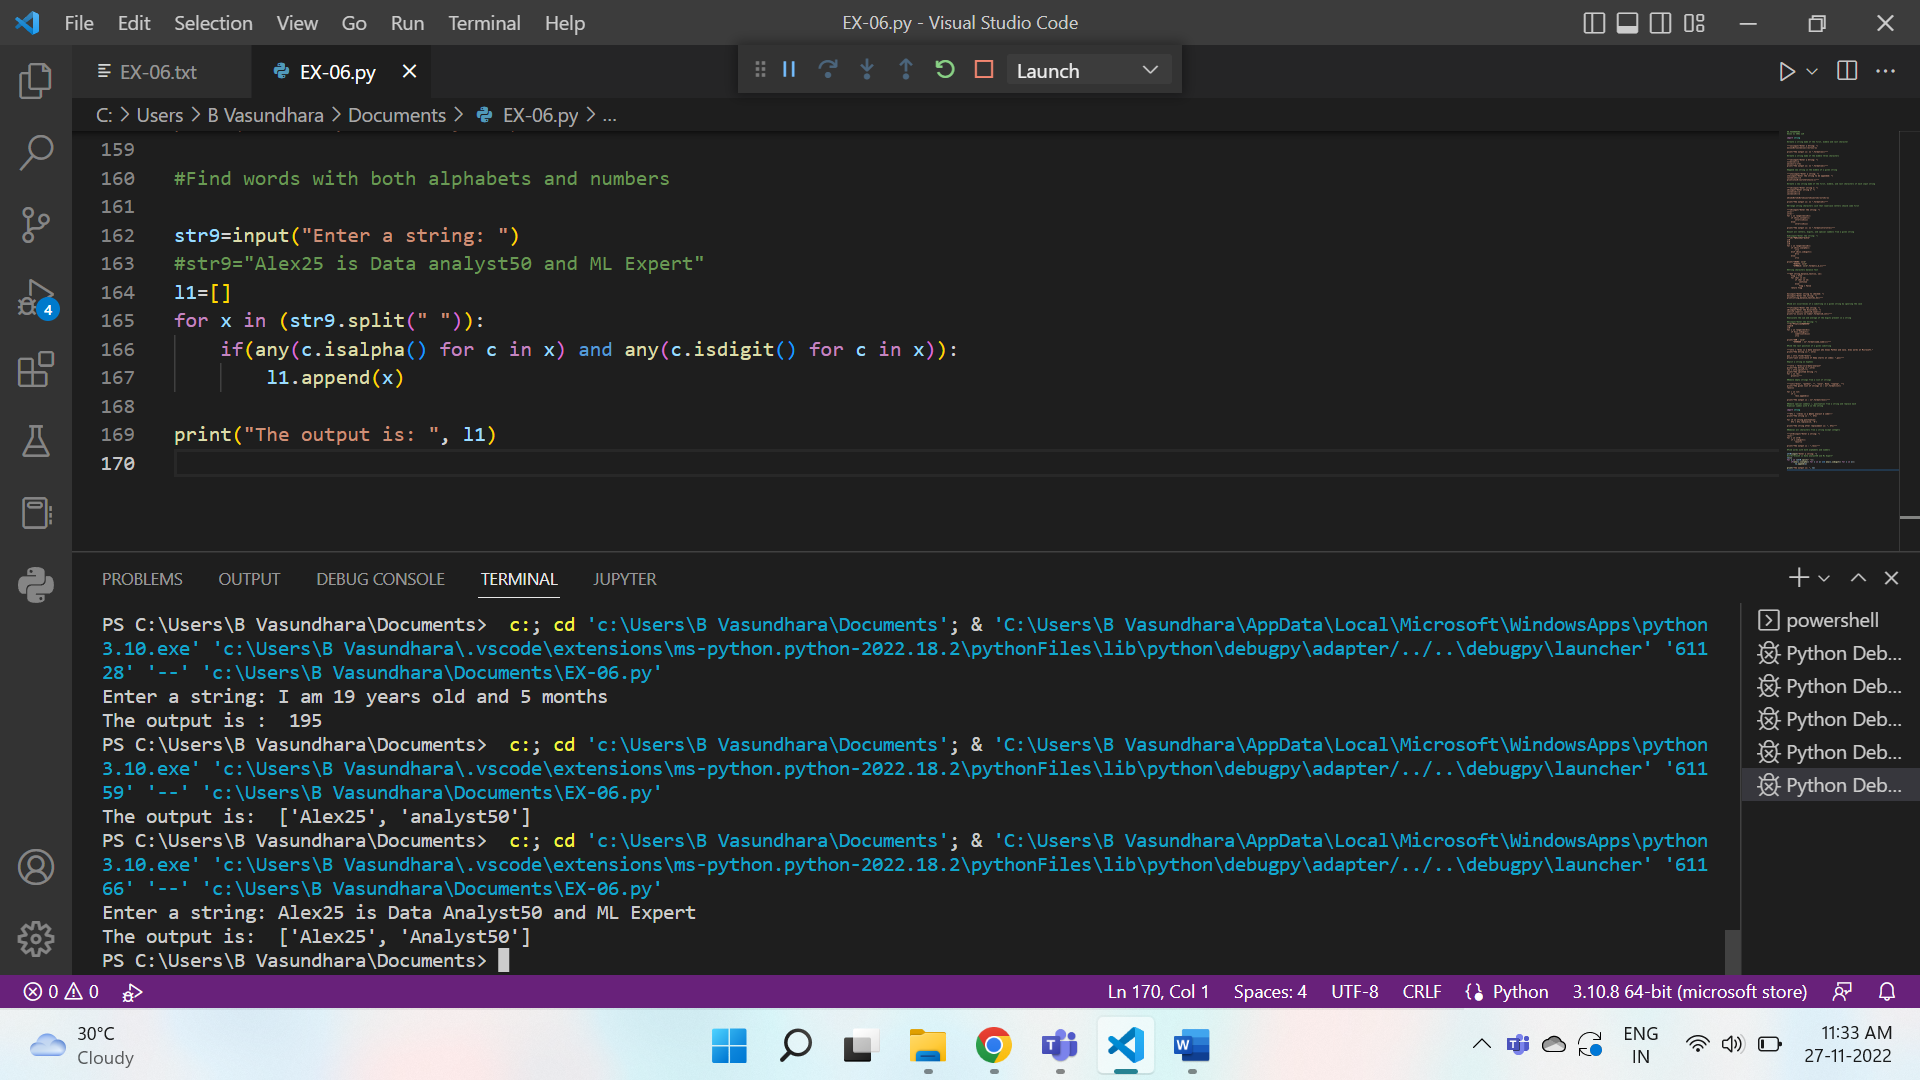 File Edit Selection View Go Run Terminal Help
EX-06.py - Visual Studio Code
EX-06.txt
EX-06.py
Launch
C: > Users > B Vasundhara > Documents > EX-06.py > ...
159
160 #Find words with both alphabets and numbers
161
162 str9=input("Enter a string: ")
163 #str9="Alex25 is Data analyst50 and ML Expert"
164 l1=[]
165 for x in (str9.split(" ")):
166 if(any(c.isalpha() for c in x) and any(c.isdigit() for c in x)):
167 l1.append(x)
168
169 print("The output is: ", l1)
170
PROBLEMS OUTPUT DEBUG CONSOLE TERMINAL JUPYTER
PS C:\Users\B Vasundhara\Documents>  c:; cd 'c:\Users\B Vasundhara\Documents'; & 'C:\Users\B Vasundhara\AppData\Local\Microsoft\WindowsApps\python
3.10.exe' 'c:\Users\B Vasundhara\.vscode\extensions\ms-python.python-2022.18.2\pythonFiles\lib\python\debugpy\adapter/../..\debugpy\launcher' '611
28' '--' 'c:\Users\B Vasundhara\Documents\EX-06.py'
Enter a string: I am 19 years old and 5 months
The output is :  195
PS C:\Users\B Vasundhara\Documents>  c:; cd 'c:\Users\B Vasundhara\Documents'; & 'C:\Users\B Vasundhara\AppData\Local\Microsoft\WindowsApps\python
3.10.exe' 'c:\Users\B Vasundhara\.vscode\extensions\ms-python.python-2022.18.2\pythonFiles\lib\python\debugpy\adapter/../..\debugpy\launcher' '611
59' '--' 'c:\Users\B Vasundhara\Documents\EX-06.py'
The output is:  ['Alex25', 'analyst50']
PS C:\Users\B Vasundhara\Documents>  c:; cd 'c:\Users\B Vasundhara\Documents'; & 'C:\Users\B Vasundhara\AppData\Local\Microsoft\WindowsApps\python
3.10.exe' 'c:\Users\B Vasundhara\.vscode\extensions\ms-python.python-2022.18.2\pythonFiles\lib\python\debugpy\adapter/../..\debugpy\launcher' '611
66' '--' 'c:\Users\B Vasundhara\Documents\EX-06.py'
Enter a string: Alex25 is Data Analyst50 and ML Expert
The output is:  ['Alex25', 'Analyst50']
PS C:\Users\B Vasundhara\Documents>
powershell
Python Deb...
Python Deb...
Python Deb...
Python Deb...
Python Deb...
4
0 0
Ln 170, Col 1 Spaces: 4 UTF-8 CRLF Python 3.10.8 64-bit (microsoft store)
30°C
Cloudy
ENG
IN
11:33 AM
27-11-2022